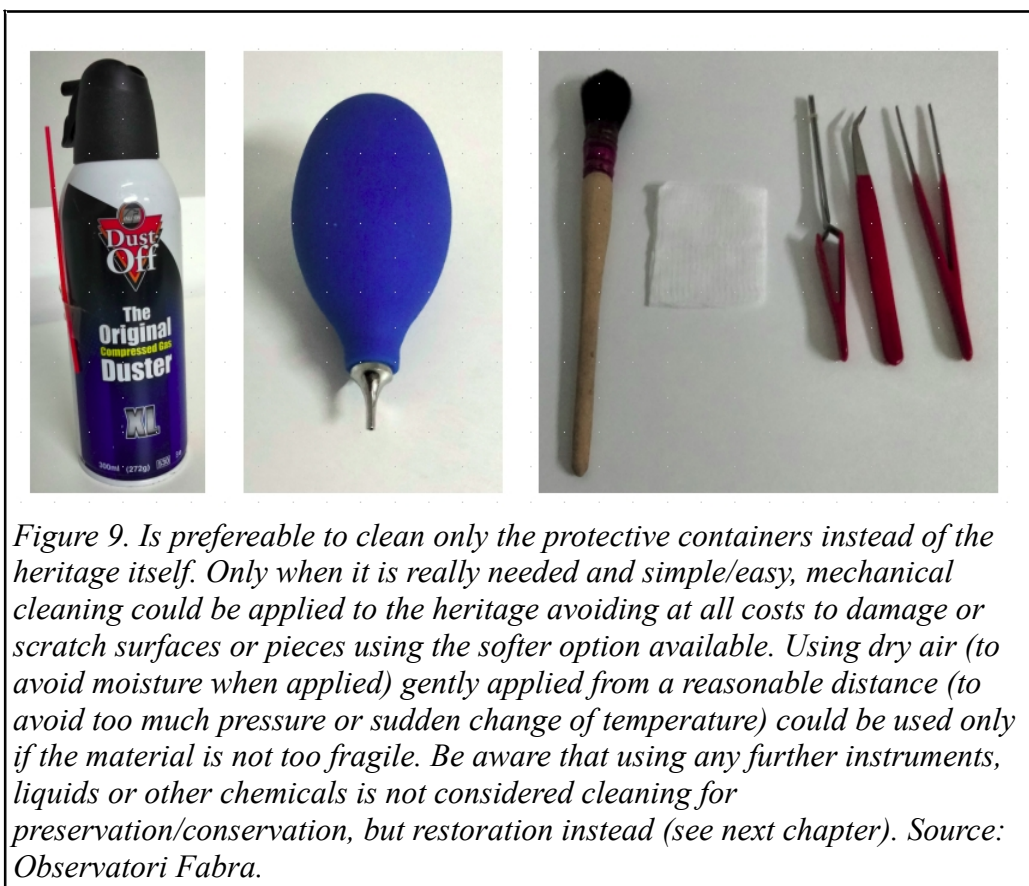 Dust-
Off
The
Original
Compressed Gas
Duster
XL
300ml
(272g)
Figure 9. Is prefereable to clean only the protective containers instead of the
heritage itself. Only when it is really needed and simple/easy, mechanical
cleaning could be applied to the heritage avoiding at all costs to damage or
scratch surfaces or pieces using the softer option available. Using dry air (to
avoid moisture when applied) gently applied from a reasonable distance (to
avoid too much pressure or sudden change of temperature) could be used only
if the material is not too fragile. Be aware that using any further instruments,
liquids or other chemicals is not considered cleaning for
preservation/conservation, but restoration instead (see next chapter). Source:
Observatori Fabra.